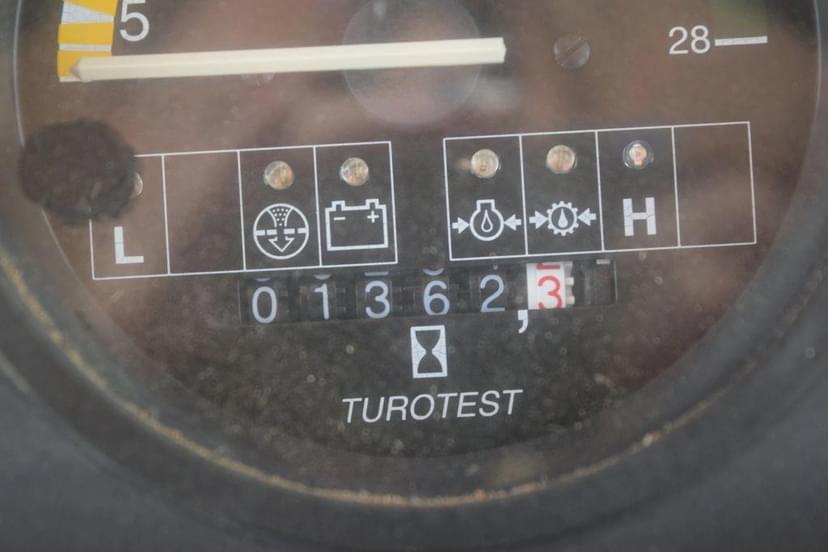 5
28
L
- +
H
01362,3
TUROTEST